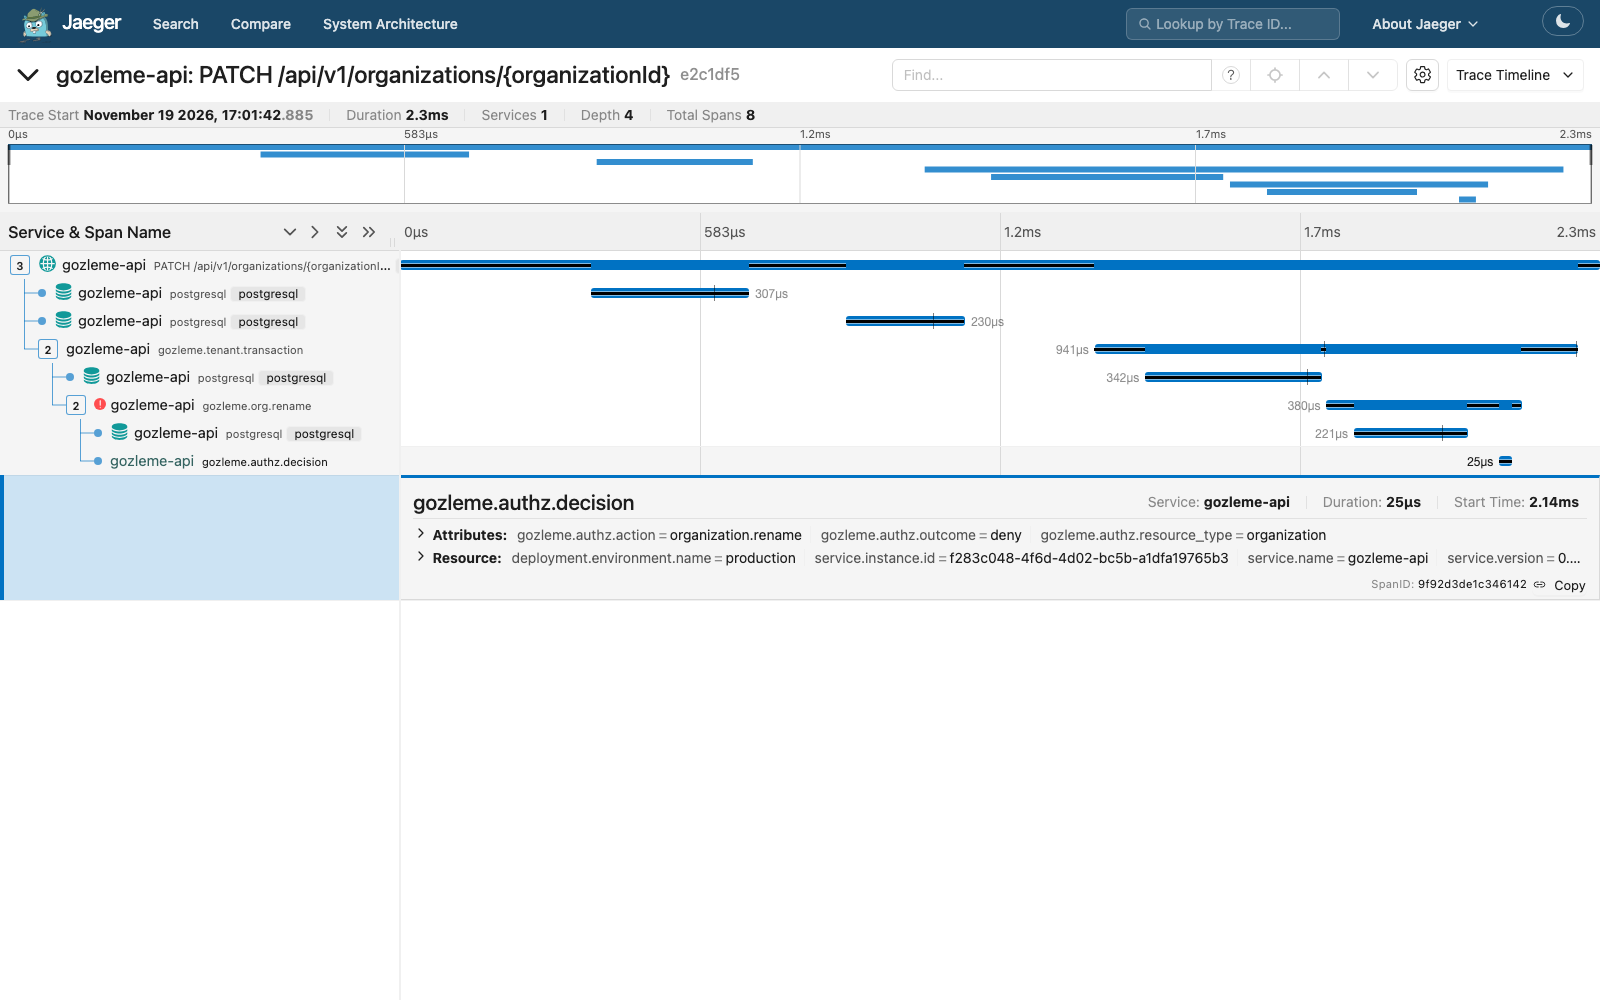 Jaeger Search Compare System Architecture Lookup by Trace ID... About Jaeger
gozleme-api: PATCH /api/v1/organizations/{organizationId} e2c1df5 Find... ? Trace Timeline
Trace Start November 19 2026, 17:01:42.885 Duration 2.3ms Services 1 Depth 4 Total Spans 8
0μs 583μs 1.2ms 1.7ms 2.3ms
Service & Span Name 0μs 583μs 1.2ms 1.7ms 2.3ms
3 gozleme-api PATCH /api/v1/organizations/{organizationI...
gozleme-api postgresql postgresql 307μs
gozleme-api postgresql postgresql 230μs
2 gozleme-api gozleme.tenant.transaction 941μs
gozleme-api postgresql postgresql 342μs
2 gozleme-api gozleme.org.rename 380μs
gozleme-api postgresql postgresql 221μs
gozleme-api gozleme.authz.decision 25μs
gozleme.authz.decision Service: gozleme-api Duration: 25μs Start Time: 2.14ms
Attributes: gozleme.authz.action = organization.rename gozleme.authz.outcome = deny gozleme.authz.resource_type = organization
Resource: deployment.environment.name = production service.instance.id = f283c048-4f6d-4d02-bc5b-a1dfa19765b3 service.name = gozleme-api service.version = 0....
SpanID: 9f92d3de1c346142 Copy